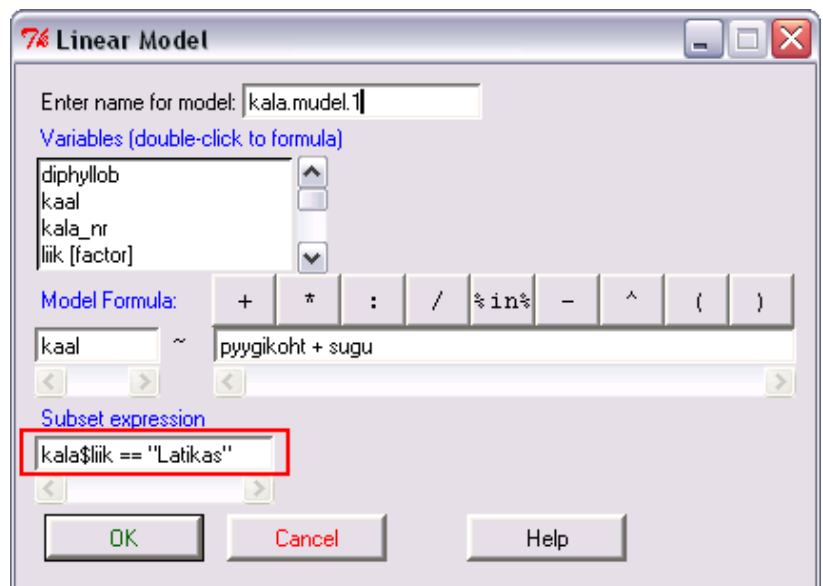 Linear Model
Enter name for model: kala.mudel.1
Variables (double-click to formula)
diphyllob
kaal
kala_nr
liik [factor]
Model Formula: + * : / %in% - ^ ( )
kaal ~ pyygikoht + sugu
Subset expression
kala$liik == "Latikas"
OK Cancel Help